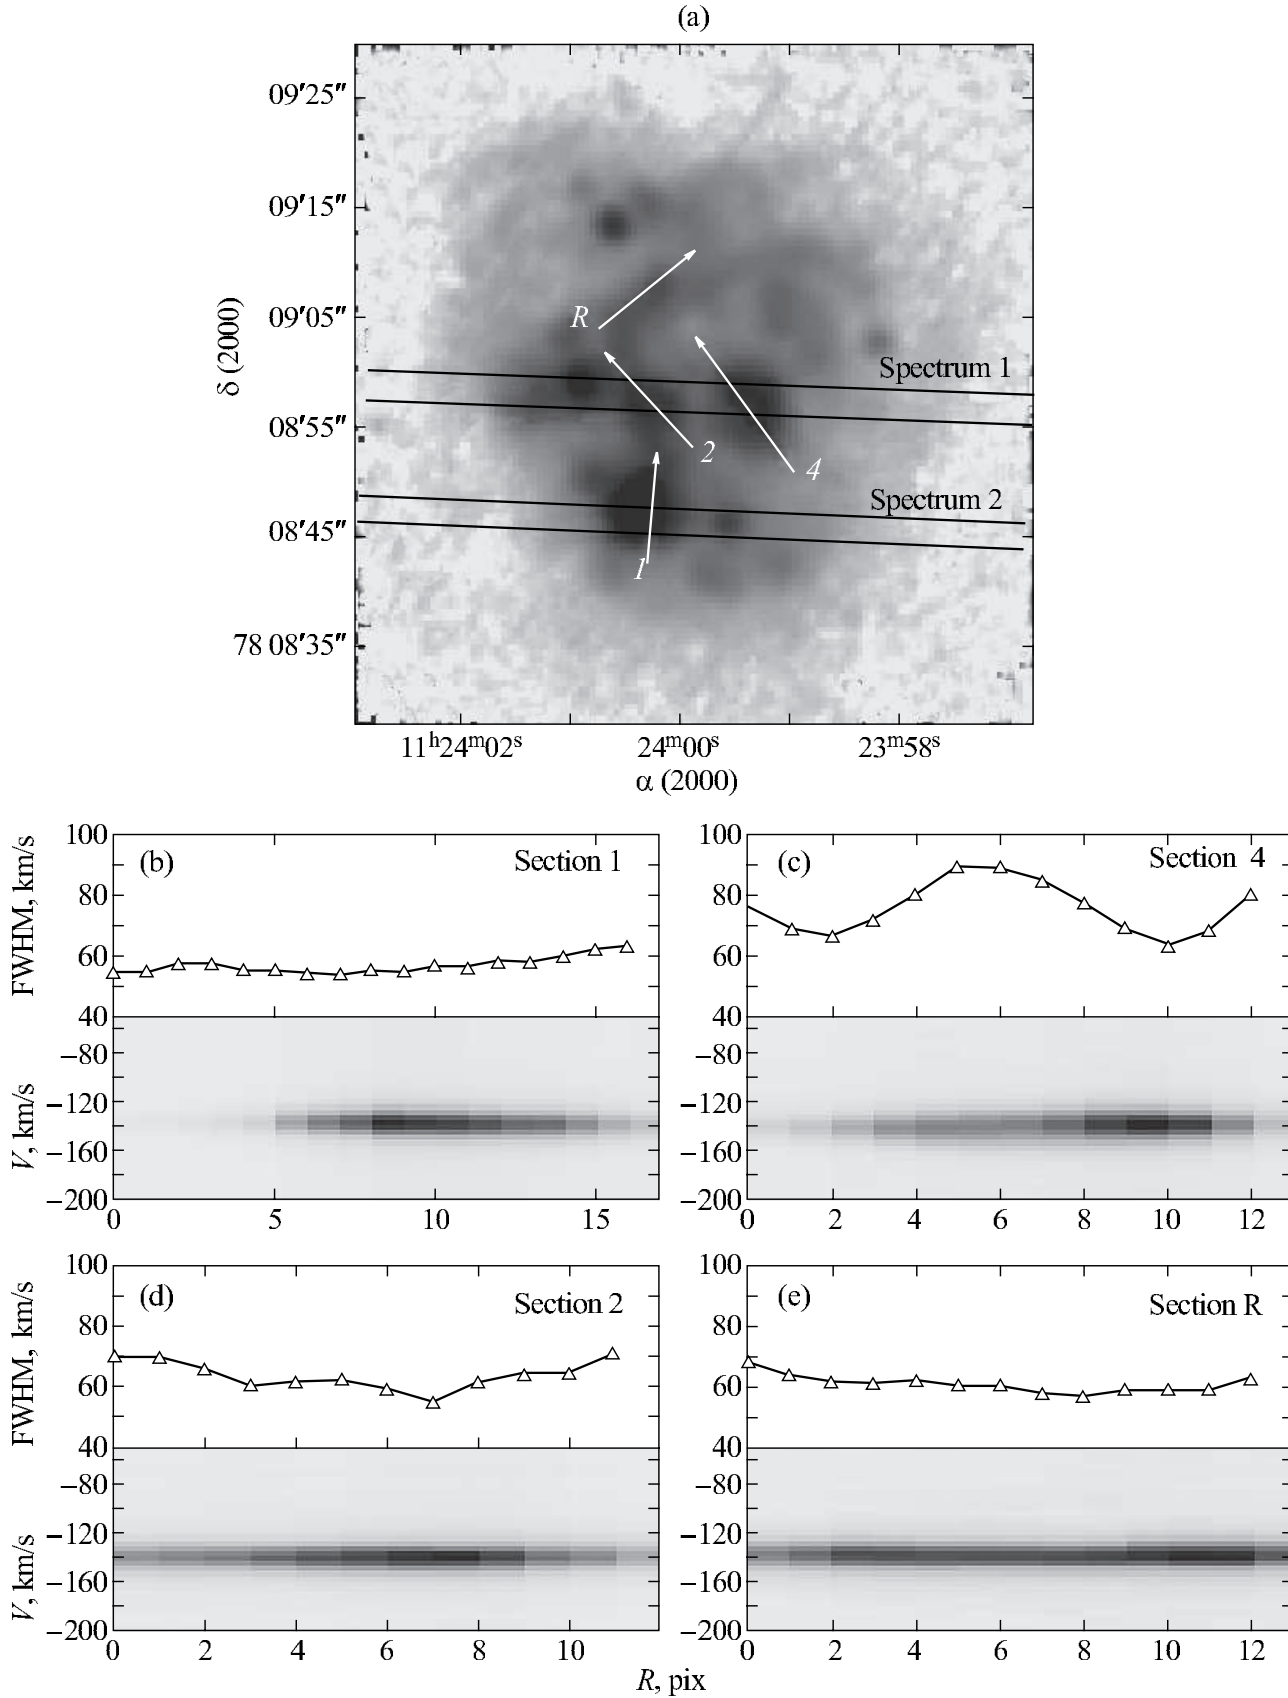 (a)
09′25″
09′15″
09′05″
08′55″
08′45″
78 08′35″
δ (2000)
R
2
4
1
Spectrum 1
Spectrum 2
11ʰ24ᵐ02ˢ 24ᵐ00ˢ 23ᵐ58ˢ
α (2000)
(b) Section 1
FWHM, km/s
100
80
60
40
V, km/s
−80
−120
−160
−200
0 5 10 15
(c) Section 4
100
80
60
40
−80
−120
−160
−200
0 2 4 6 8 10 12
(d) Section 2
FWHM, km/s
100
80
60
40
V, km/s
−80
−120
−160
−200
0 2 4 6 8 10
(e) Section R
100
80
60
40
−80
−120
−160
−200
0 2 4 6 8 10 12
R, pix